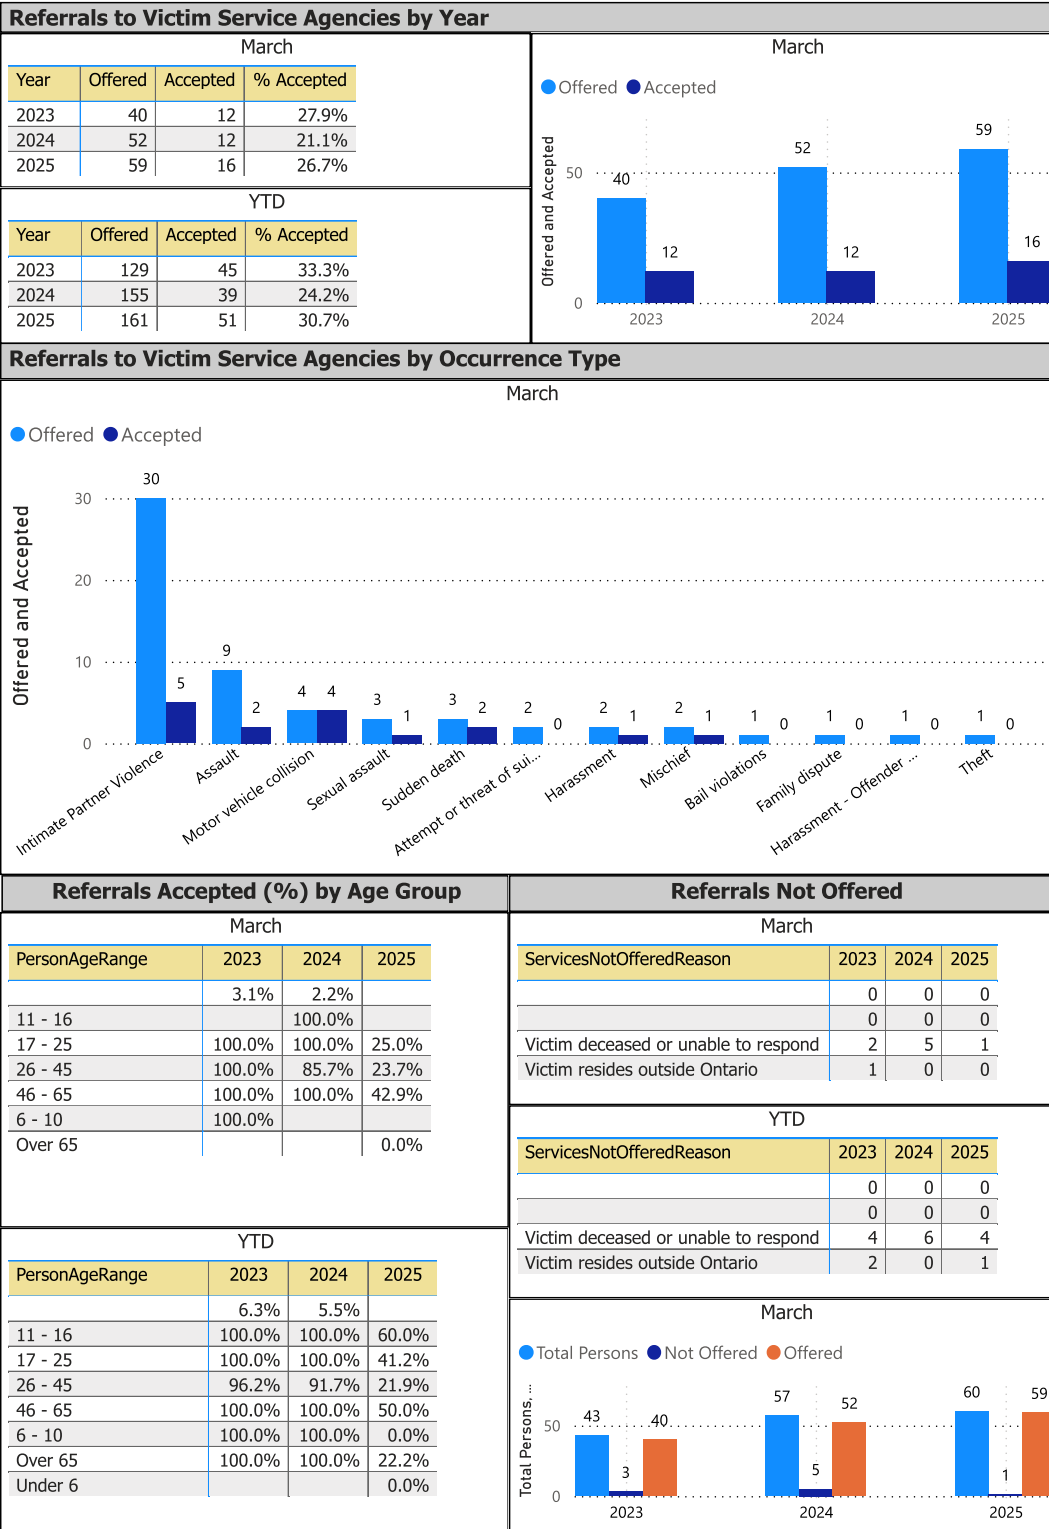 Referrals to Victim Service Agencies by Year
March
Year Offered Accepted % Accepted
2023 40 12 27.9%
2024 52 12 21.1%
2025 59 16 26.7%
YTD
Year Offered Accepted % Accepted
2023 129 45 33.3%
2024 155 39 24.2%
2025 161 51 30.7%
March
Offered Accepted
Offered and Accepted
50
0
40 12 52 12 59 16
2023 2024 2025
Referrals to Victim Service Agencies by Occurrence Type
March
Offered Accepted
Offered and Accepted
30
20
10
0
30 5 9 2 4 4 3 1 3 2 2 0 2 1 2 1 1 0 1 0 1 0 1 0
Intimate Partner Violence
Assault
Motor vehicle collision
Sexual assault
Sudden death
Attempt or threat of sui...
Harassment
Mischief
Bail violations
Family dispute
Harassment - Offender ...
Theft
Referrals Accepted (%) by Age Group
March
PersonAgeRange 2023 2024 2025
3.1% 2.2%
11 - 16 100.0%
17 - 25 100.0% 100.0% 25.0%
26 - 45 100.0% 85.7% 23.7%
46 - 65 100.0% 100.0% 42.9%
6 - 10 100.0%
Over 65 0.0%
YTD
PersonAgeRange 2023 2024 2025
6.3% 5.5%
11 - 16 100.0% 100.0% 60.0%
17 - 25 100.0% 100.0% 41.2%
26 - 45 96.2% 91.7% 21.9%
46 - 65 100.0% 100.0% 50.0%
6 - 10 100.0% 100.0% 0.0%
Over 65 100.0% 100.0% 22.2%
Under 6 0.0%
Referrals Not Offered
March
ServicesNotOfferedReason 2023 2024 2025
0 0 0
0 0 0
Victim deceased or unable to respond 2 5 1
Victim resides outside Ontario 1 0 0
YTD
ServicesNotOfferedReason 2023 2024 2025
0 0 0
0 0 0
Victim deceased or unable to respond 4 6 4
Victim resides outside Ontario 2 0 1
March
Total Persons Not Offered Offered
Total Persons, ...
50
0
43 3 40 57 5 52 60 1 59
2023 2024 2025